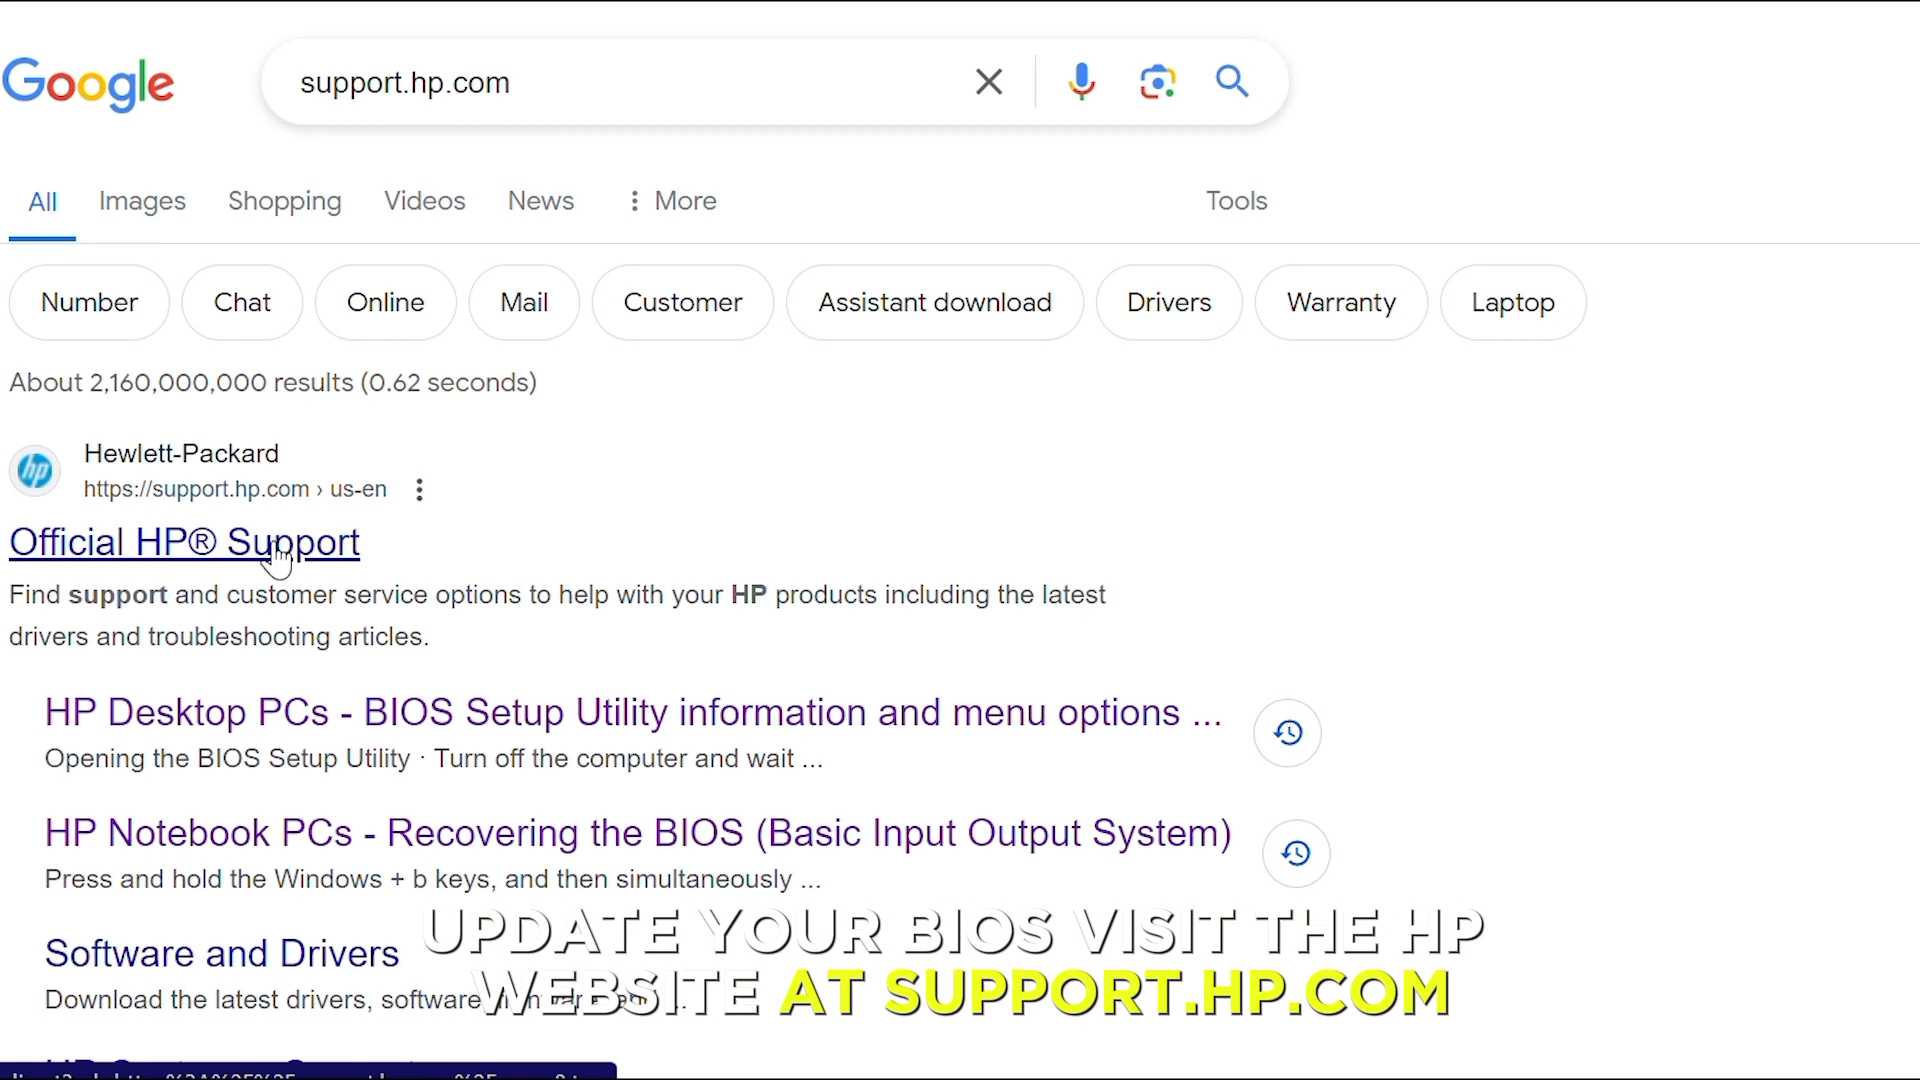 Google
support.hp.com
All Images Shopping Videos News More Tools
Number Chat Online Mail Customer Assistant download Drivers Warranty Laptop
About 2,160,000,000 results (0.62 seconds)
hp
Hewlett-Packard
https://support.hp.com › us-en
Official HP® Support
Find support and customer service options to help with your HP products including the latest
drivers and troubleshooting articles.
HP Desktop PCs - BIOS Setup Utility information and menu options ...
Opening the BIOS Setup Utility · Turn off the computer and wait ...
HP Notebook PCs - Recovering the BIOS (Basic Input Output System)
Press and hold the Windows + b keys, and then simultaneously ...
Software and Drivers
Download the latest drivers, software
UPDATE YOUR BIOS VISIT THE HP
WEBSITE AT SUPPORT.HP.COM